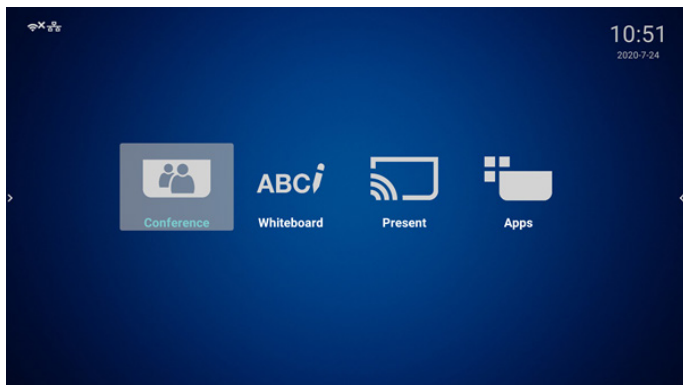 10:51
2020-7-24
ABC
Conference
Whiteboard
Present
Apps